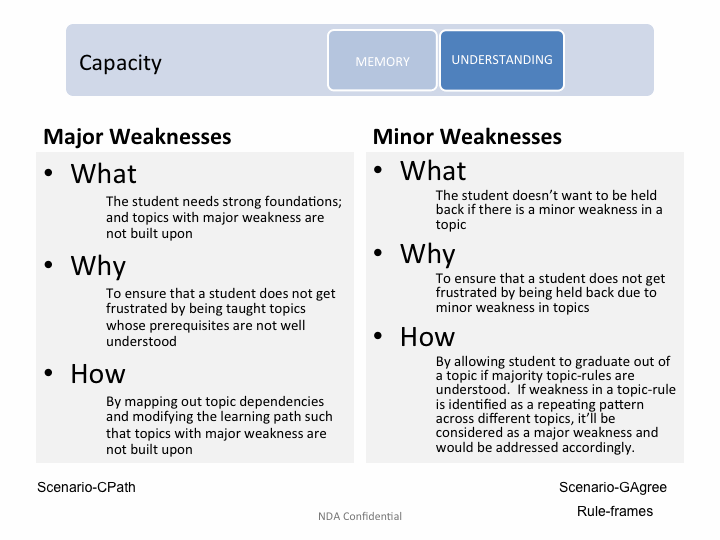 Capacity
MEMORY
UNDERSTANDING
Major Weaknesses
• What
The student needs strong foundations;
and topics with major weakness are
not built upon
• Why
To ensure that a student does not get
frustrated by being taught topics
whose prerequisites are not well
understood
• How
By mapping out topic dependencies
and modifying the learning path such
that topics with major weakness are
not built upon
Minor Weaknesses
• What
The student doesn’t want to be held
back if there is a minor weakness in a
topic
• Why
To ensure that a student does not get
frustrated by being held back due to
minor weakness in topics
• How
By allowing student to graduate out of
a topic if majority topic-rules are
understood.  If weakness in a topic-rule
is identified as a repeating pattern
across different topics, it’ll be
considered as a major weakness and
would be addressed accordingly.
Scenario-CPath
Scenario-GAgree
Rule-frames
NDA Confidential